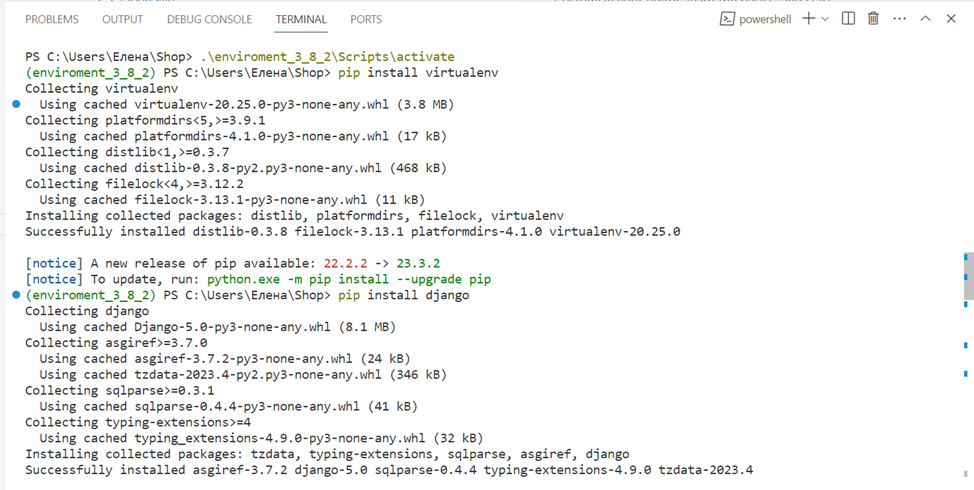 PROBLEMS OUTPUT DEBUG CONSOLE TERMINAL PORTS powershell
PS C:\Users\Елена\Shop> .\enviroment_3_8_2\Scripts\activate
(enviroment_3_8_2) PS C:\Users\Елена\Shop> pip install virtualenv
Collecting virtualenv
  Using cached virtualenv-20.25.0-py3-none-any.whl (3.8 MB)
Collecting platformdirs<5,>=3.9.1
  Using cached platformdirs-4.1.0-py3-none-any.whl (17 kB)
Collecting distlib<1,>=0.3.7
  Using cached distlib-0.3.8-py2.py3-none-any.whl (468 kB)
Collecting filelock<4,>=3.12.2
  Using cached filelock-3.13.1-py3-none-any.whl (11 kB)
Installing collected packages: distlib, platformdirs, filelock, virtualenv
Successfully installed distlib-0.3.8 filelock-3.13.1 platformdirs-4.1.0 virtualenv-20.25.0
[notice] A new release of pip available: 22.2.2 -> 23.3.2
[notice] To update, run: python.exe -m pip install --upgrade pip
(enviroment_3_8_2) PS C:\Users\Елена\Shop> pip install django
Collecting django
  Using cached Django-5.0-py3-none-any.whl (8.1 MB)
Collecting asgiref>=3.7.0
  Using cached asgiref-3.7.2-py3-none-any.whl (24 kB)
  Using cached tzdata-2023.4-py2.py3-none-any.whl (346 kB)
Collecting sqlparse>=0.3.1
  Using cached sqlparse-0.4.4-py3-none-any.whl (41 kB)
Collecting typing-extensions>=4
  Using cached typing_extensions-4.9.0-py3-none-any.whl (32 kB)
Installing collected packages: tzdata, typing-extensions, sqlparse, asgiref, django
Successfully installed asgiref-3.7.2 django-5.0 sqlparse-0.4.4 typing-extensions-4.9.0 tzdata-2023.4